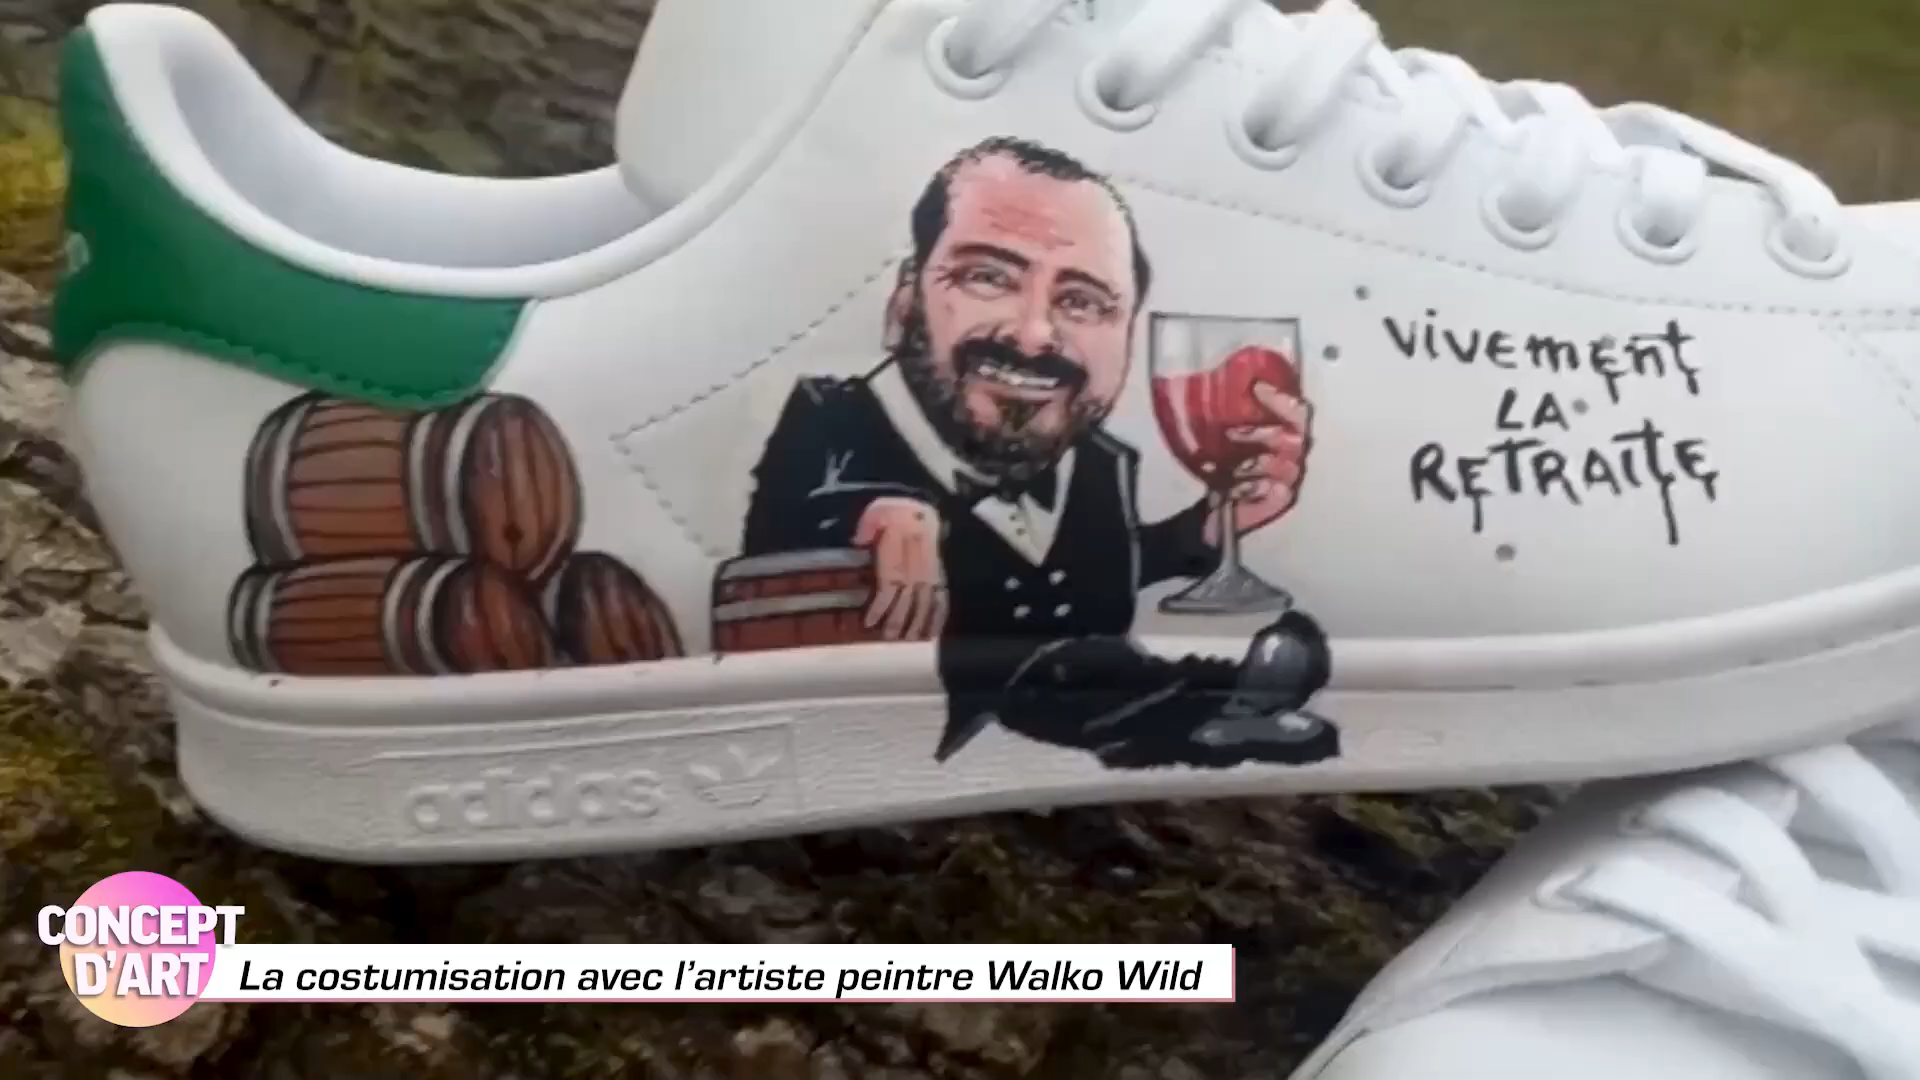 vivement
LA
RETRAITE
adidas
CONCEPT
D'ART
La costumisation avec l'artiste peintre Walko Wild